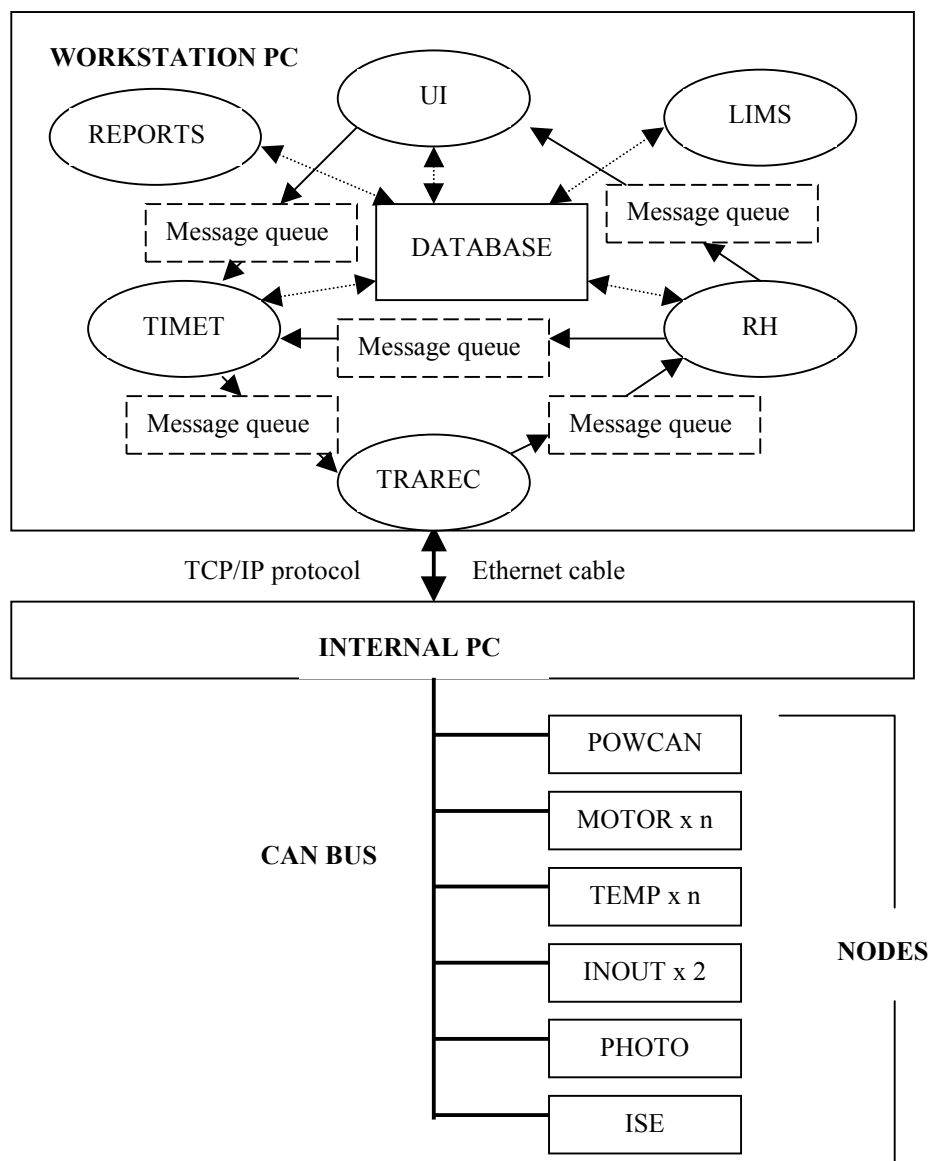 WORKSTATION PC
UI
LIMS
REPORTS
Message queue
Message queue
DATABASE
TIMET
Message queue
RH
Message queue
Message queue
TRAREC
TCP/IP protocol
Ethernet cable
INTERNAL PC
POWCAN
MOTOR x n
CAN BUS
TEMP x n
NODES
INOUT x 2
PHOTO
ISE